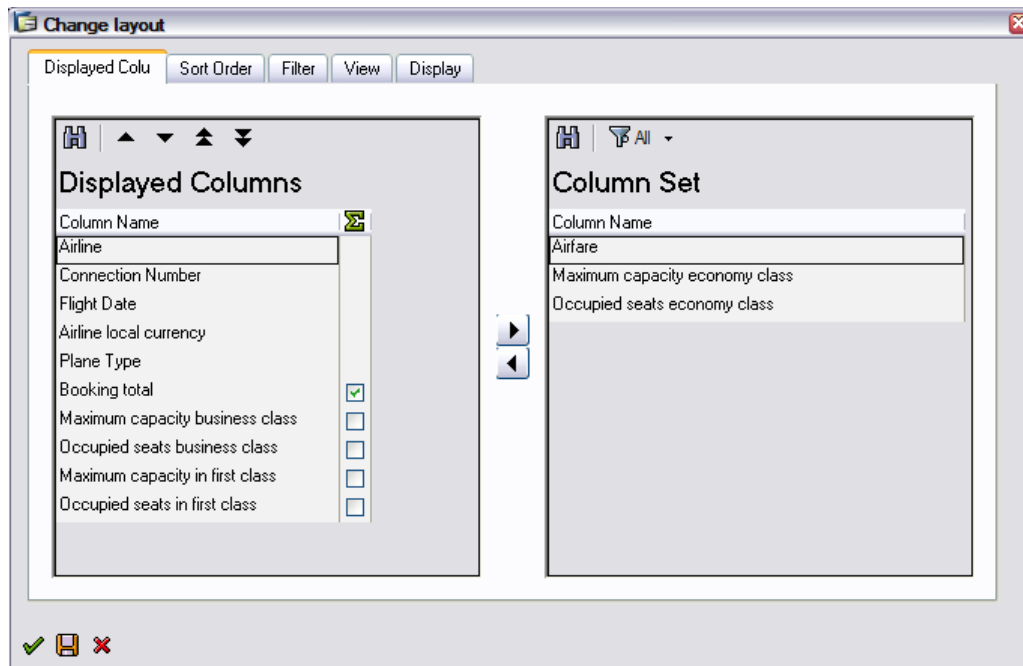 Change layout
Displayed Colu Sort Order Filter View Display
All
Displayed Columns
Column Name
Airline
Connection Number
Flight Date
Airline local currency
Plane Type
Booking total
Maximum capacity business class
Occupied seats business class
Maximum capacity in first class
Occupied seats in first class
Column Set
Column Name
Airfare
Maximum capacity economy class
Occupied seats economy class